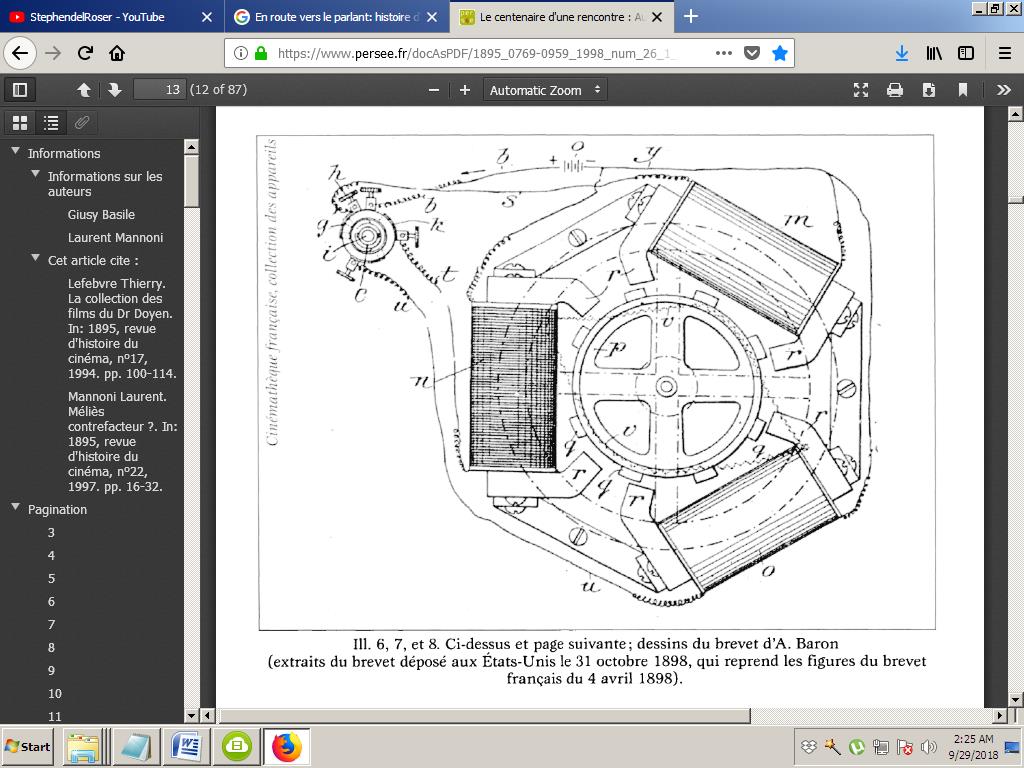 StephendelRoser - YouTube
En route vers le parlant: histoire d
Le centenaire d'une rencontre : Au
https://www.persee.fr/docAsPDF/1895_0769-0959_1998_num_26_1_
13 (12 of 87)
Automatic Zoom
Informations
Informations sur les
auteurs
Giusy Basile
Laurent Mannoni
Cet article cite :
Lefebvre Thierry.
La collection des
films du Dr Doyen.
In: 1895, revue
d'histoire du
cinéma, nº17,
1994. pp. 100-114.
Mannoni Laurent.
Méliès
contrefacteur ?. In:
1895, revue
d'histoire du
cinéma, nº22,
1997. pp. 16-32.
Pagination
3
4
5
6
7
8
9
10
11
Cinémathèque française, collection des appareils
h
b
+ o -
y
g
b
s
k
i
t
C
u
m
r
v
p
r
n
r
v
q
q
r
q
r
o
u
Ill. 6, 7, et 8. Ci-dessus et page suivante; dessins du brevet d'A. Baron
(extraits du brevet déposé aux États-Unis le 31 octobre 1898, qui reprend les figures du brevet
français du 4 avril 1898).
Start
2:25 AM
9/29/2018